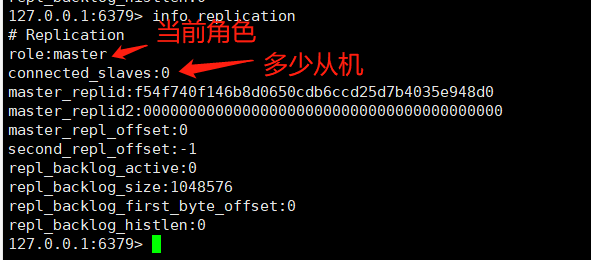 127.0.0.1:6379> info replication
# Replication
当前角色
role:master
多少从机
connected_slaves:0
master_replid:f54f740f146b8d0650cdb6ccd25d7b4035e948d0
master_replid2:0000000000000000000000000000000000000000
master_repl_offset:0
second_repl_offset:-1
repl_backlog_active:0
repl_backlog_size:1048576
repl_backlog_first_byte_offset:0
repl_backlog_histlen:0
127.0.0.1:6379>